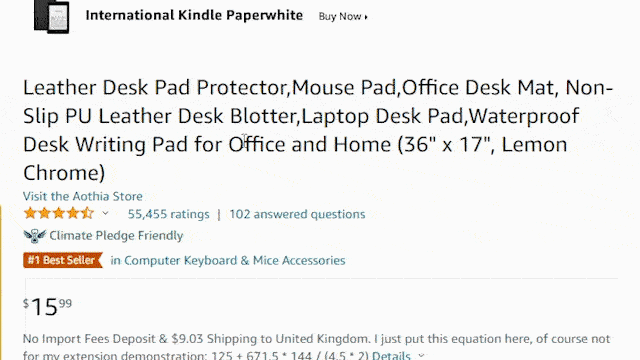 International Kindle Paperwhite Buy Now
Leather Desk Pad Protector,Mouse Pad,Office Desk Mat, Non-
Slip PU Leather Desk Blotter,Laptop Desk Pad,Waterproof
Desk Writing Pad for Office and Home (36" x 17", Lemon
Chrome)
Visit the Aothia Store
55,455 ratings | 102 answered questions
Climate Pledge Friendly
#1 Best Seller in Computer Keyboard & Mice Accessories
$15 99
No Import Fees Deposit & $9.03 Shipping to United Kingdom. I just put this equation here, of course not
for my extension demonstration: 125 + 671.5 * 144 / (4.5 * 2) Details